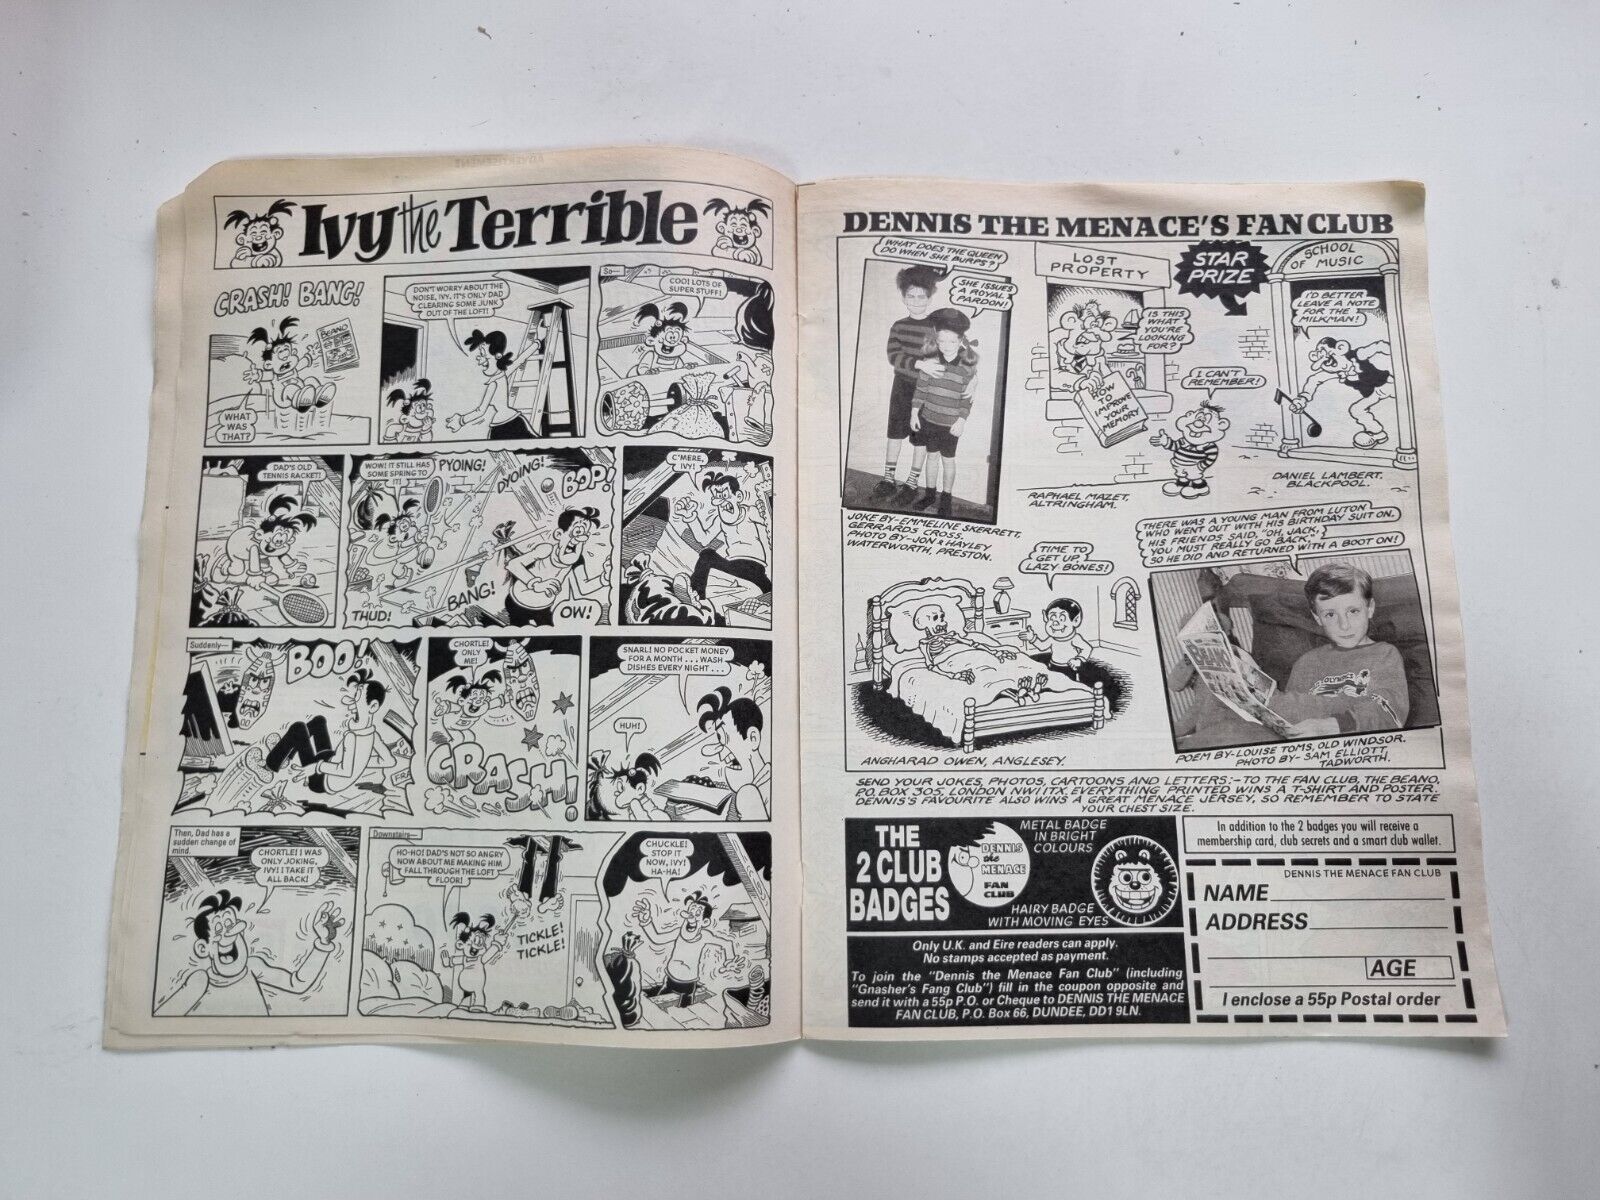 ADVERTISEMENT
Ivy the Terrible
CRASH! BANG!
BEANO
WHAT
WAS
THAT?
DON'T WORRY ABOUT THE
NOISE, IVY. IT'S ONLY DAD
CLEARING SOME JUNK
OUT OF THE LOFT!
So—
COO! LOTS OF
SUPER STUFF!
DAD'S OLD
TENNIS RACKET!
WOW! IT STILL HAS
SOME SPRING TO
IT!
PYOING!
DYOING!
BOP!
THUD!
BANG!
OW!
C'MERE,
IVY!
Suddenly—
BOO!
CHORTLE!
ONLY
ME!
CRASH!
SNARL! NO POCKET MONEY
FOR A MONTH . . . WASH
DISHES EVERY NIGHT . . .
HUH!
Then, Dad has a
sudden change of
mind.
CHORTLE! I WAS
ONLY JOKING,
IVY! I TAKE IT
ALL BACK!
Downstairs—
HO-HO! DAD'S NOT SO ANGRY
NOW ABOUT ME MAKING HIM
FALL THROUGH THE LOFT
FLOOR!
TICKLE!
TICKLE!
CHUCKLE!
STOP IT
NOW, IVY!
HA-HA!
DENNIS THE MENACE'S FAN CLUB
WHAT DOES THE QUEEN
DO WHEN SHE BURPS?
SHE ISSUES
A ROYAL
PARDON!
JOKE BY-EMMELINE SKERRETT,
GERRARDS CROSS.
PHOTO BY-JON & HAYLEY
WATERWORTH, PRESTON.
LOST
PROPERTY
IS THIS
WHAT
YOU'RE
LOOKING
FOR?
HOW
TO
IMPROVE
YOUR
MEMORY
I CAN'T
REMEMBER!
RAPHAEL MAZET,
ALTRINGHAM.
STAR
PRIZE
SCHOOL
OF MUSIC
I'D BETTER
LEAVE A NOTE
FOR THE
MILKMAN!
DANIEL LAMBERT,
BLACKPOOL.
TIME TO
GET UP,
LAZY BONES!
ANGHARAD OWEN, ANGLESEY.
THERE WAS A YOUNG MAN FROM LUTON
WHO WENT OUT WITH HIS BIRTHDAY SUIT ON.
HIS FRIENDS SAID, "OH, JACK,
YOU MUST REALLY GO BACK,"
SO HE DID AND RETURNED WITH A BOOT ON!
BEANO
POEM BY-LOUISE TOMS, OLD WINDSOR.
PHOTO BY- SAM ELLIOTT,
TADWORTH.
SEND YOUR JOKES, PHOTOS, CARTOONS AND LETTERS:- TO THE FAN CLUB, THE BEANO,
P.O. BOX 305, LONDON NW1 1TX. EVERYTHING PRINTED WINS A T-SHIRT AND POSTER.
DENNIS'S FAVOURITE ALSO WINS A GREAT MENACE JERSEY, SO REMEMBER TO STATE
YOUR CHEST SIZE.
THE
2 CLUB
BADGES
METAL BADGE
IN BRIGHT
COLOURS
DENNIS
the
MENACE
FAN
CLUB
HAIRY BADGE
WITH MOVING EYES
Only U.K. and Eire readers can apply.
No stamps accepted as payment.
To join the "Dennis the Menace Fan Club" (including
"Gnasher's Fang Club") fill in the coupon opposite and
send it with a 55p P.O. or Cheque to DENNIS THE MENACE
FAN CLUB, P.O. Box 66, DUNDEE, DD1 9LN.
In addition to the 2 badges you will receive a
membership card, club secrets and a smart club wallet.
DENNIS THE MENACE FAN CLUB
NAME
ADDRESS
AGE
I enclose a 55p Postal order